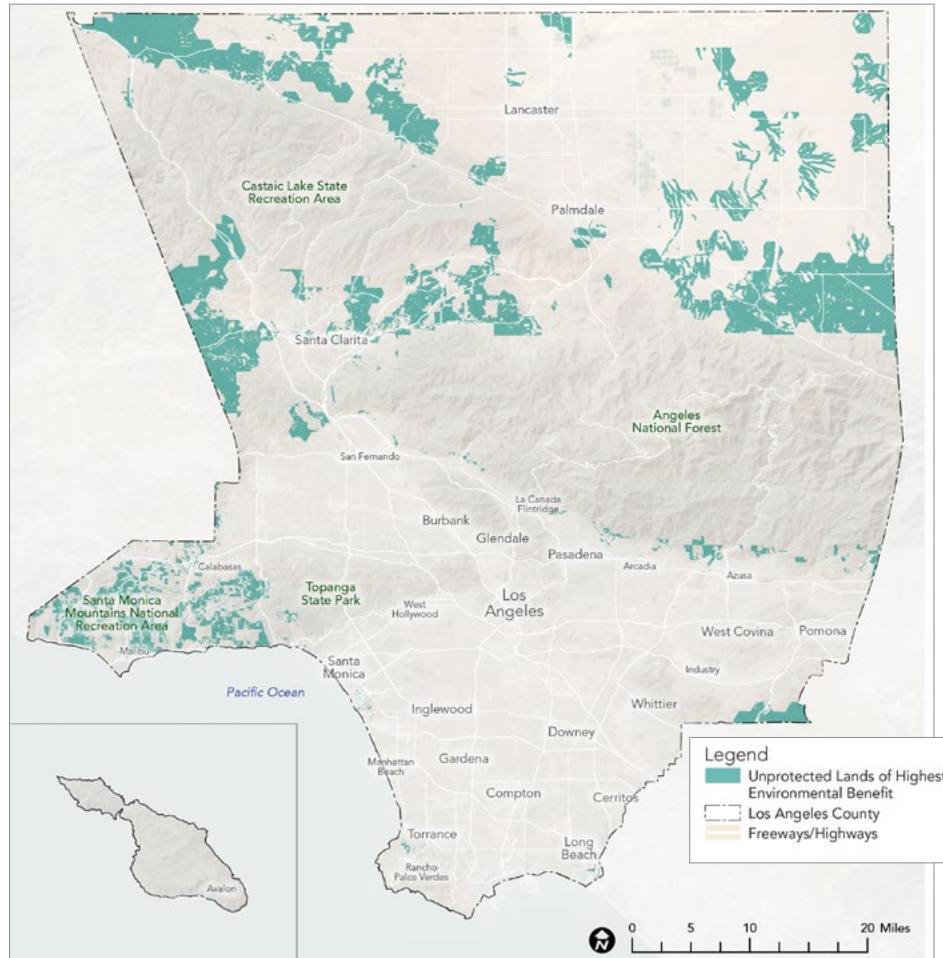 Lancaster
Castaic Lake State
Recreation Area
Palmdale
Santa Clarita
Angeles
National Forest
San Fernando
La Canada
Flintridge
Burbank
Glendale
Pasadena
Arcadia
Azusa
Calabasas
Topanga
State Park
Santa Monica
Mountains National
Recreation Area
West
Hollywood
Los
Angeles
West Covina
Pomona
Malibu
Santa
Monica
Industry
Pacific Ocean
Whittier
Inglewood
Downey
Manhattan
Beach
Gardena
Compton
Cerritos
Torrance
Long
Beach
Rancho
Palos Verdes
Avalon
Legend
Unprotected Lands of Highest
Environmental Benefit
Los Angeles County
Freeways/Highways
N
0 5 10 20 Miles